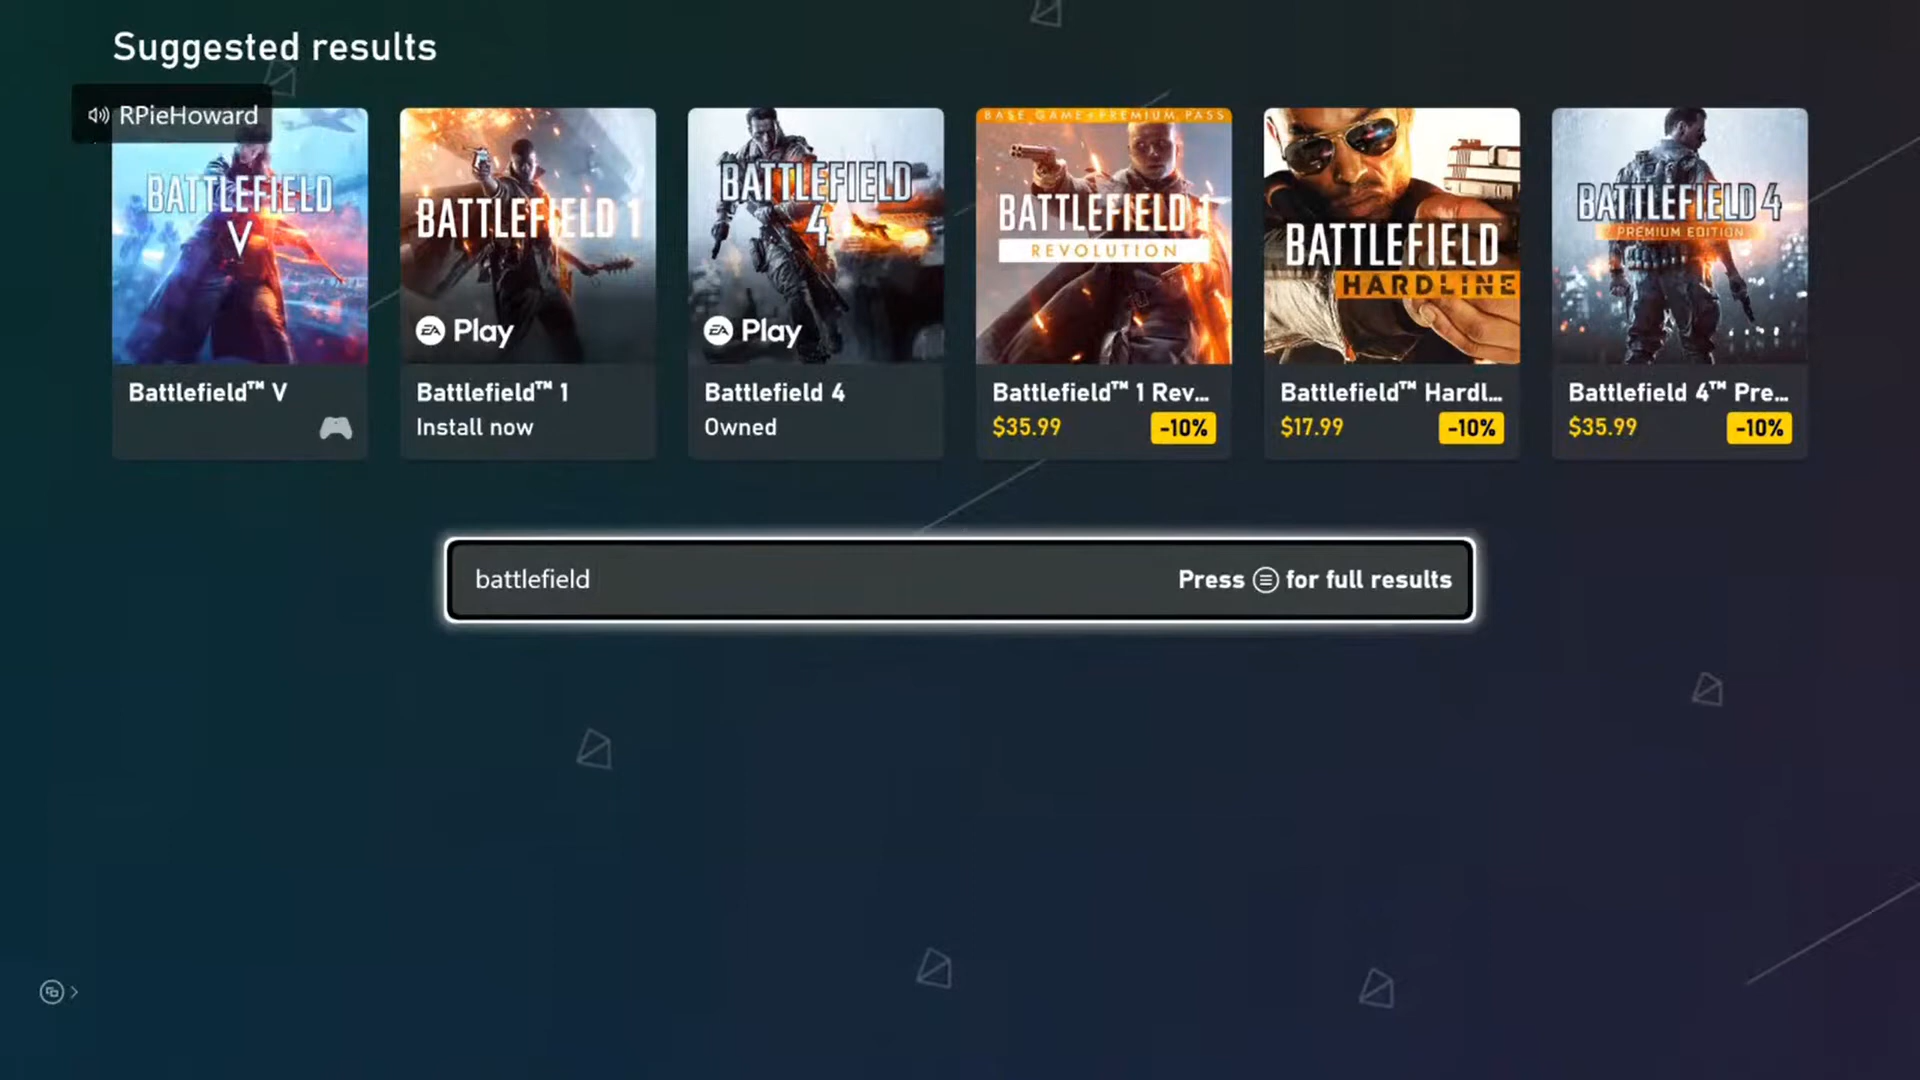 Suggested results
RPieHoward
BATTLEFIELD
V
Battlefield™ V
BATTLEFIELD 1
EA Play
Battlefield™ 1
Install now
BATTLEFIELD
4
EA Play
Battlefield 4
Owned
BASE GAME+PREMIUM PASS
BATTLEFIELD 1
REVOLUTION
Battlefield™ 1 Rev...
$35.99 -10%
BATTLEFIELD
HARDLINE
Battlefield™ Hardl...
$17.99 -10%
BATTLEFIELD 4
PREMIUM EDITION
Battlefield 4™ Pre...
$35.99 -10%
battlefield
Press for full results